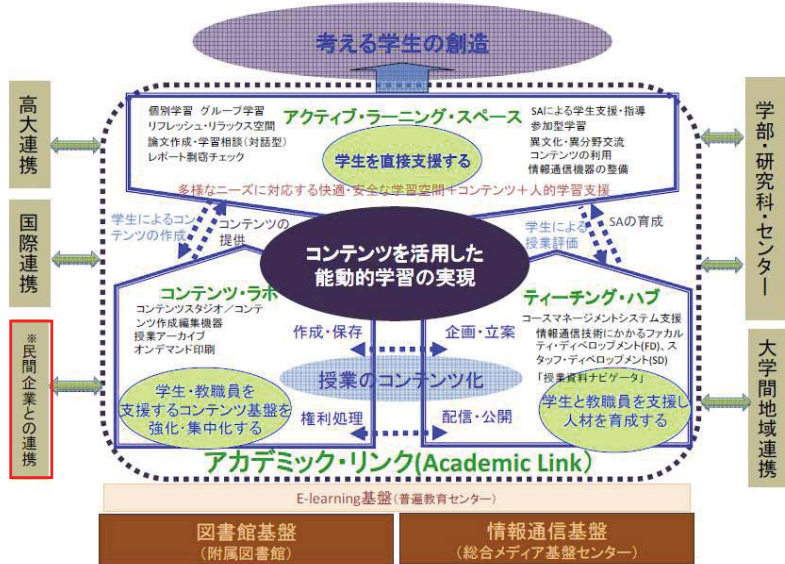 考える学生の創造
高大連携
国際連携
※民間企業との連携
個別学習 グループ学習
リフレッシュ・リラックス空間
論文作成・学習相談(対話型)
レポート剽窃チェック
アクティブ・ラーニング・スペース
学生を直接支援する
SAによる学生支援・指導
参加型学習
異文化・異分野交流
コンテンツの利用
情報通信機器の整備
多様なニーズに対応する快適・安全な学習空間+コンテンツ+人的学習支援
学生によるコン
テンツの作成
コンテンツの
提供
コンテンツを活用した
能動的学習の実現
学生による
授業評価
SAの育成
コンテンツ・ラボ
コンテンツスタジオ／コンテ
ンツ作成編集機器
授業アーカイブ
オンデマンド印刷
学生・教職員を
支援するコンテンツ基盤を
強化・集中化する
作成・保存
企画・立案
授業のコンテンツ化
権利処理
配信・公開
ティーチング・ハブ
コースマネージメントシステム支援
情報通信技術にかかるファカル
ティ・ディベロップメント(FD)、ス
タッフ・ディベロップメント(SD)
「授業資料ナビゲータ」
学生と教職員を支援し
人材を育成する
アカデミック・リンク(Academic Link)
学部・研究科・センター
大学間地域連携
E-learning基盤(普遍教育センター)
図書館基盤
(附属図書館)
情報通信基盤
(総合メディア基盤センター)